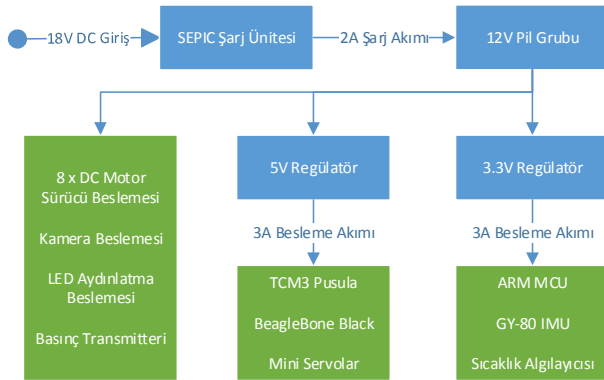 18V DC Giriş
SEPIC Şarj Ünitesi
2A Şarj Akımı
12V Pil Grubu
8 x DC Motor
Sürücü Beslemesi
Kamera Beslemesi
LED Aydınlatma
Beslemesi
Basınç Transmitteri
5V Regülatör
3A Besleme Akımı
TCM3 Pusula
BeagleBone Black
Mini Servolar
3.3V Regülatör
3A Besleme Akımı
ARM MCU
GY-80 IMU
Sıcaklık Algılayıcısı